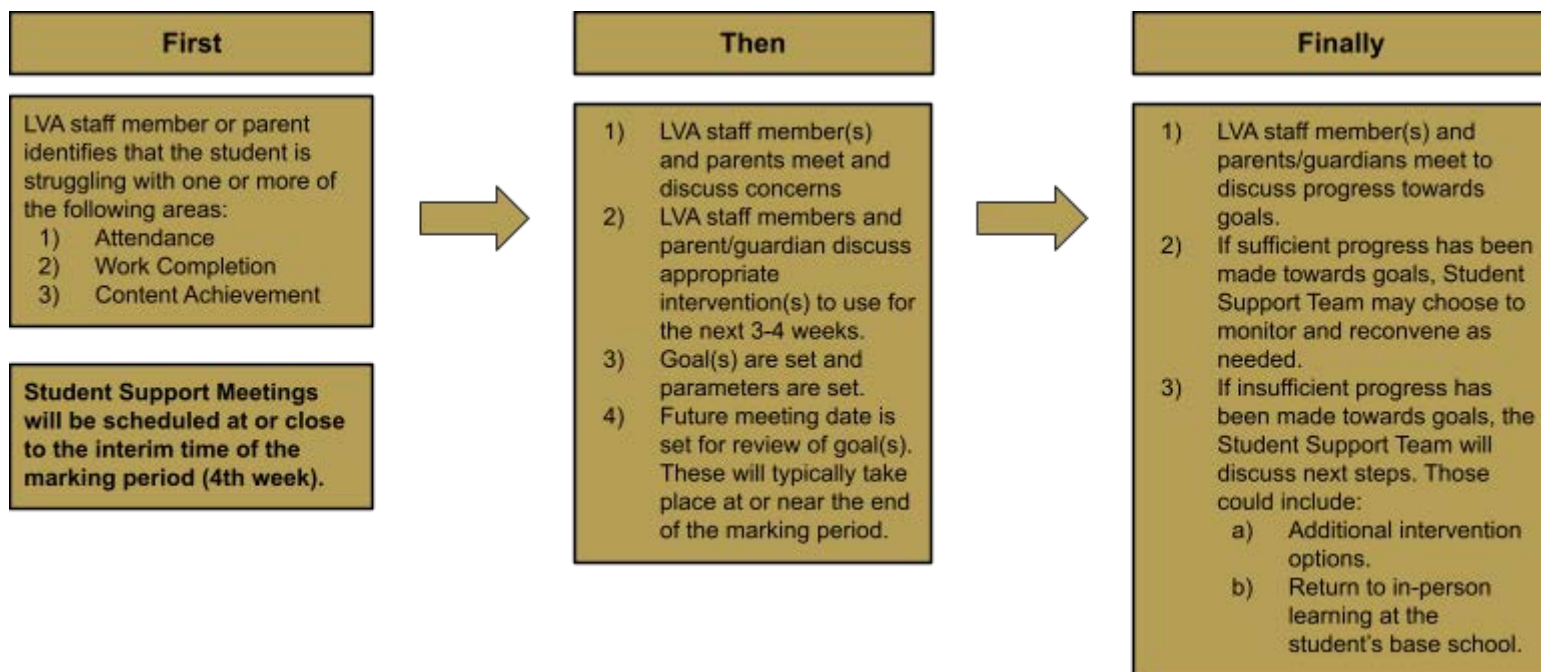 First
LVA staff member or parent
identifies that the student is
struggling with one or more of
the following areas:
1) Attendance
2) Work Completion
3) Content Achievement
Student Support Meetings
will be scheduled at or close
to the interim time of the
marking period (4th week).
Then
1) LVA staff member(s)
and parents meet and
discuss concerns
2) LVA staff members and
parent/guardian discuss
appropriate
intervention(s) to use for
the next 3-4 weeks.
3) Goal(s) are set and
parameters are set.
4) Future meeting date is
set for review of goal(s).
These will typically take
place at or near the end
of the marking period.
Finally
1) LVA staff member(s) and
parents/guardians meet to
discuss progress towards
goals.
2) If sufficient progress has been
made towards goals, Student
Support Team may choose to
monitor and reconvene as
needed.
3) If insufficient progress has
been made towards goals, the
Student Support Team will
discuss next steps. Those
could include:
a) Additional intervention
options.
b) Return to in-person
learning at the
student's base school.